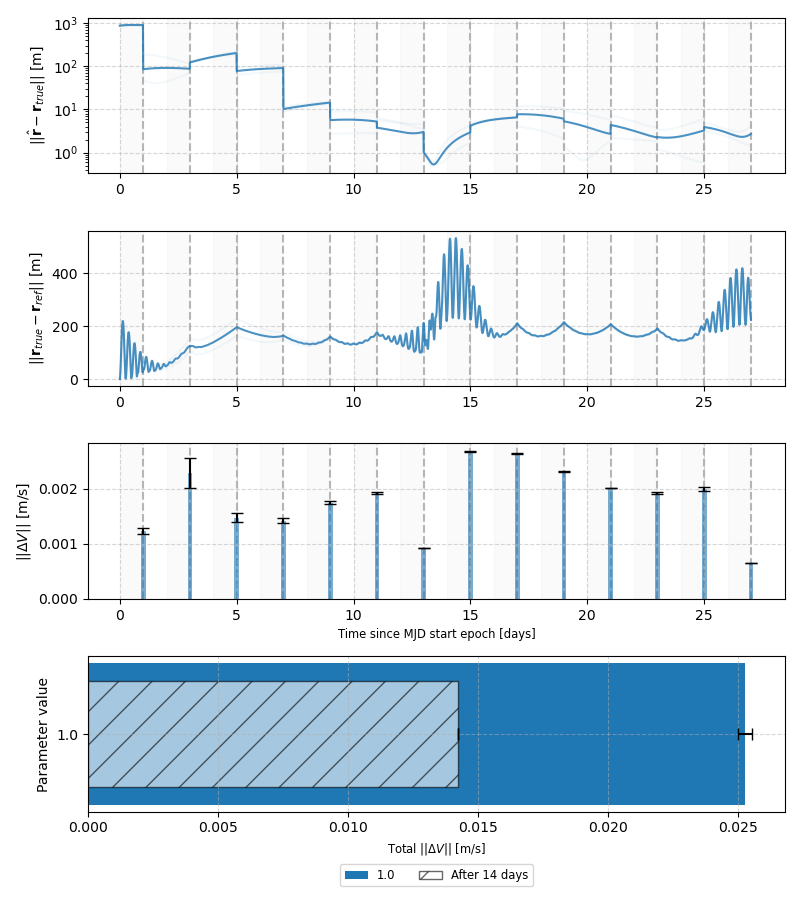 ||r̂ − r_true|| [m]
10³
10²
10¹
10⁰
0 5 10 15 20 25
||r_true − r_ref|| [m]
400
200
0
0 5 10 15 20 25
||ΔV|| [m/s]
0.002
0.001
0.000
0 5 10 15 20 25
Time since MJD start epoch [days]
Parameter value
1.0
0.000 0.005 0.010 0.015 0.020 0.025
Total ||ΔV|| [m/s]
1.0 After 14 days